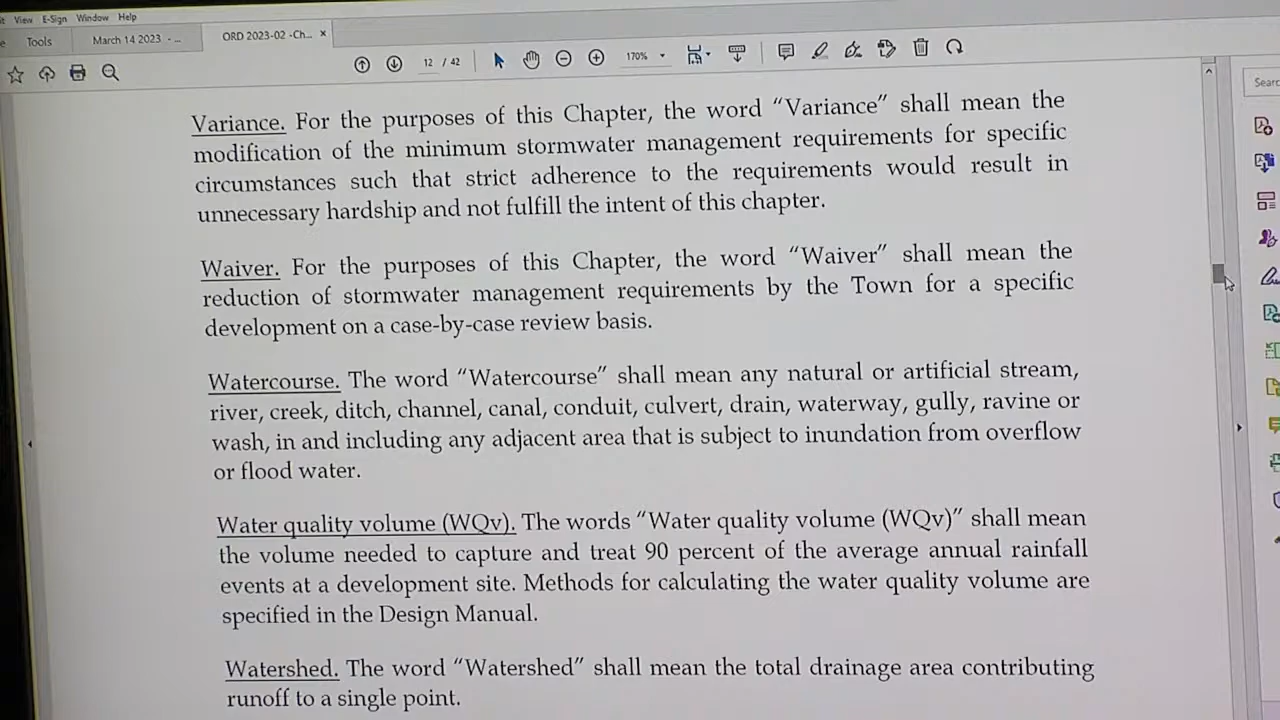 View E-Sign Window Help
Tools March 14 2023 - ... ORD 2023-02 -Ch... ×
12 / 42 170% Searc
Variance. For the purposes of this Chapter, the word “Variance” shall mean the
modification of the minimum stormwater management requirements for specific
circumstances such that strict adherence to the requirements would result in
unnecessary hardship and not fulfill the intent of this chapter.
Waiver. For the purposes of this Chapter, the word “Waiver” shall mean the
reduction of stormwater management requirements by the Town for a specific
development on a case-by-case review basis.
Watercourse. The word “Watercourse” shall mean any natural or artificial stream,
river, creek, ditch, channel, canal, conduit, culvert, drain, waterway, gully, ravine or
wash, in and including any adjacent area that is subject to inundation from overflow
or flood water.
Water quality volume (WQv). The words “Water quality volume (WQv)” shall mean
the volume needed to capture and treat 90 percent of the average annual rainfall
events at a development site. Methods for calculating the water quality volume are
specified in the Design Manual.
Watershed. The word “Watershed” shall mean the total drainage area contributing
runoff to a single point.